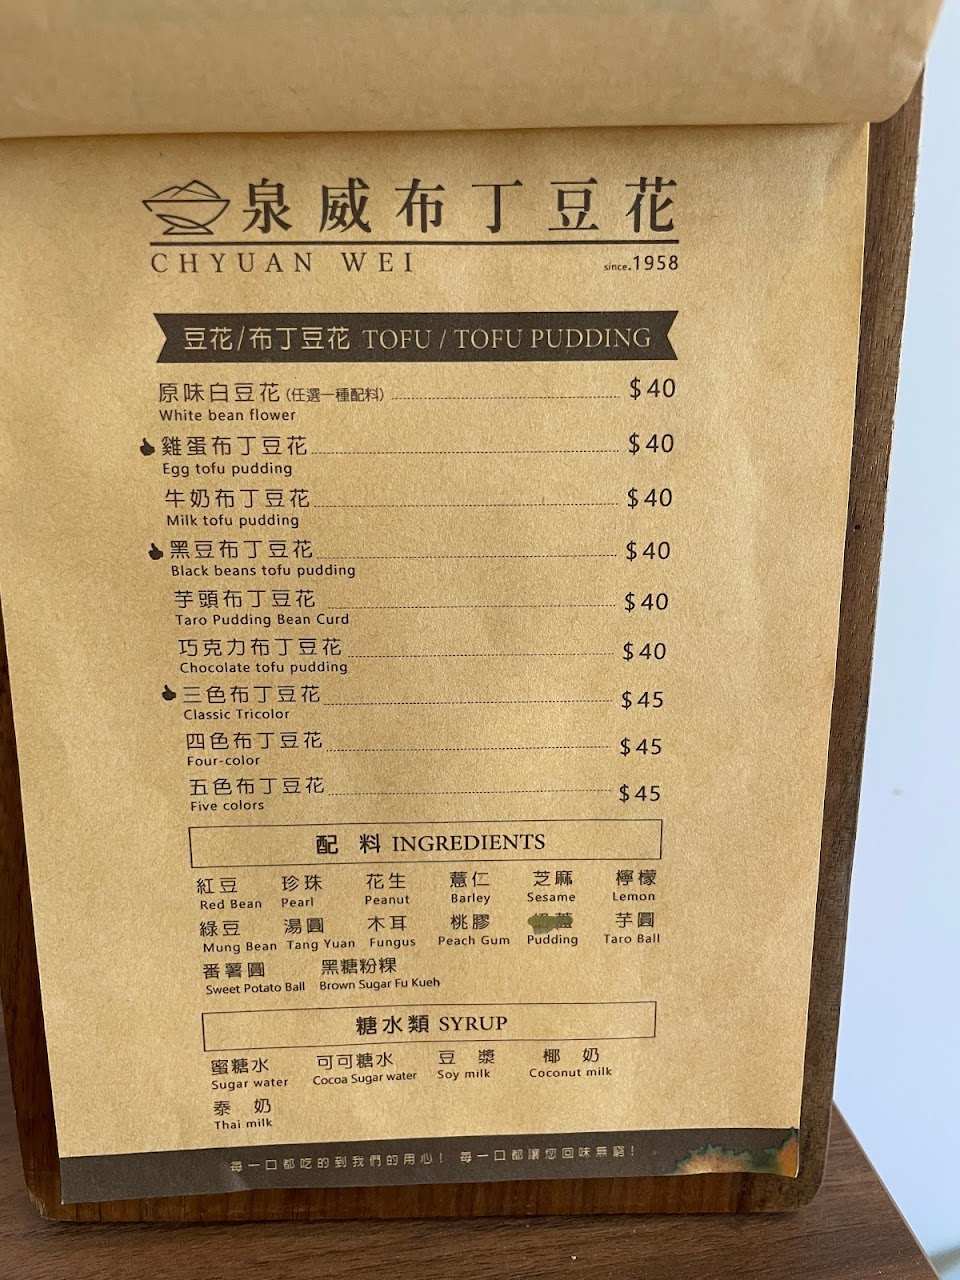 泉威布丁豆花
CHYUAN WEI since.1958
豆花/布丁豆花 TOFU / TOFU PUDDING
原味白豆花(任選一種配料) $40
White bean flower
雞蛋布丁豆花 $40
Egg tofu pudding
牛奶布丁豆花 $40
Milk tofu pudding
黑豆布丁豆花 $40
Black beans tofu pudding
芋頭布丁豆花 $40
Taro Pudding Bean Curd
巧克力布丁豆花 $40
Chocolate tofu pudding
三色布丁豆花 $45
Classic Tricolor
四色布丁豆花 $45
Four-color
五色布丁豆花 $45
Five colors
配料 INGREDIENTS
紅豆 珍珠 花生 薏仁 芝麻 檸檬
Red Bean Pearl Peanut Barley Sesame Lemon
綠豆 湯圓 木耳 桃膠 芋圓
Mung Bean Tang Yuan Fungus Peach Gum Pudding Taro Ball
番薯圓 黑糖粉粿
Sweet Potato Ball Brown Sugar Fu Kueh
糖水類 SYRUP
蜜糖水 可可糖水 豆漿 椰奶
Sugar water Cocoa Sugar water Soy milk Coconut milk
泰奶
Thai milk
每一口都吃的到我們的用心! 每一口都讓您回味無窮!